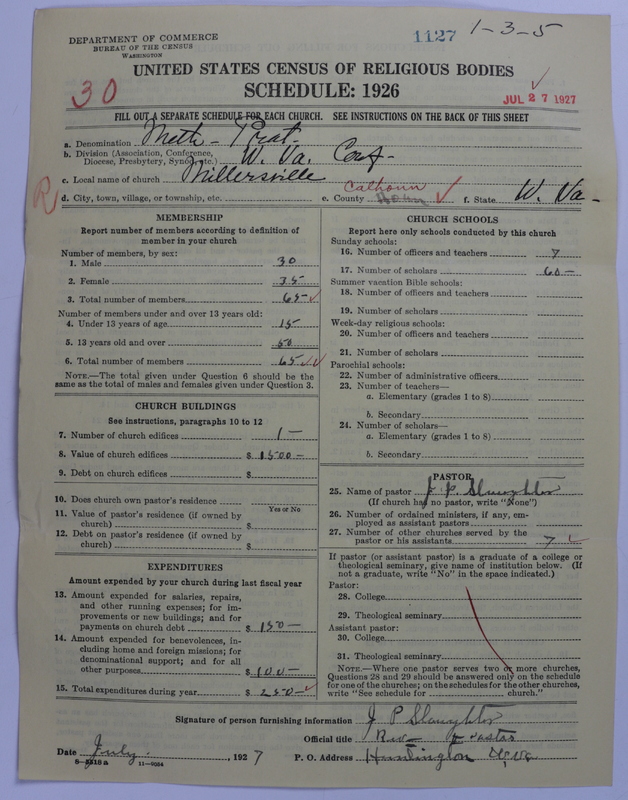 DEPARTMENT OF COMMERCE
BUREAU OF THE CENSUS
WASHINGTON
1127 1-3-5
UNITED STATES CENSUS OF RELIGIOUS BODIES
SCHEDULE: 1926
30
JUL 27 1927
FILL OUT A SEPARATE SCHEDULE FOR EACH CHURCH. SEE INSTRUCTIONS ON THE BACK OF THIS SHEET
a. Denomination Meth - Prot.
b. Division (Association, Conference, Diocese, Presbytery, Synod, etc.) W. Va. Conf-
c. Local name of church Millersville
R
d. City, town, village, or township, etc. e. County Calhoun f. State W. Va-
MEMBERSHIP
Report number of members according to definition of
member in your church
Number of members, by sex:
1. Male 30
2. Female 35
3. Total number of members 65
Number of members under and over 13 years old:
4. Under 13 years of age 15
5. 13 years old and over 50
6. Total number of members 65
NOTE.—The total given under Question 6 should be the
same as the total of males and females given under Question 3.
CHURCH BUILDINGS
See instructions, paragraphs 10 to 12
7. Number of church edifices 1-
8. Value of church edifices $ 1500-
9. Debt on church edifices $
10. Does church own pastor's residence
Yes or No
11. Value of pastor's residence (if owned by
church) $
12. Debt on pastor's residence (if owned by
church) $
EXPENDITURES
Amount expended by your church during last fiscal year
13. Amount expended for salaries, repairs,
and other running expenses; for im-
provements or new buildings; and for
payments on church debt $ 150-
14. Amount expended for benevolences, in-
cluding home and foreign missions; for
denominational support; and for all
other purposes $ 100-
15. Total expenditures during year $ 250-
CHURCH SCHOOLS
Report here only schools conducted by this church
Sunday schools:
16. Number of officers and teachers 7
17. Number of scholars 60-
Summer vacation Bible schools:
18. Number of officers and teachers
19. Number of scholars
Week-day religious schools:
20. Number of officers and teachers
21. Number of scholars
Parochial schools:
22. Number of administrative officers
23. Number of teachers—
a. Elementary (grades 1 to 8)
b. Secondary
24. Number of scholars—
a. Elementary (grades 1 to 8)
b. Secondary
PASTOR
25. Name of pastor J. P. Slaughter
(If church has no pastor, write "None")
26. Number of ordained ministers, if any, em-
ployed as assistant pastors
27. Number of other churches served by the
pastor or his assistants 7
If pastor (or assistant pastor) is a graduate of a college or
theological seminary, give name of institution below. (If
not a graduate, write "No" in the space indicated.)
Pastor:
28. College
29. Theological seminary
Assistant pastor:
30. College
31. Theological seminary
NOTE.—Where one pastor serves two or more churches,
Questions 28 and 29 should be answered only on the schedule
for one of the churches; on the schedules for the other churches,
write "See schedule for church."
Signature of person furnishing information J P Slaughter
Official title Rev- Pastor
Date July, 1927 P. O. Address Huntington W. Va
11-9554